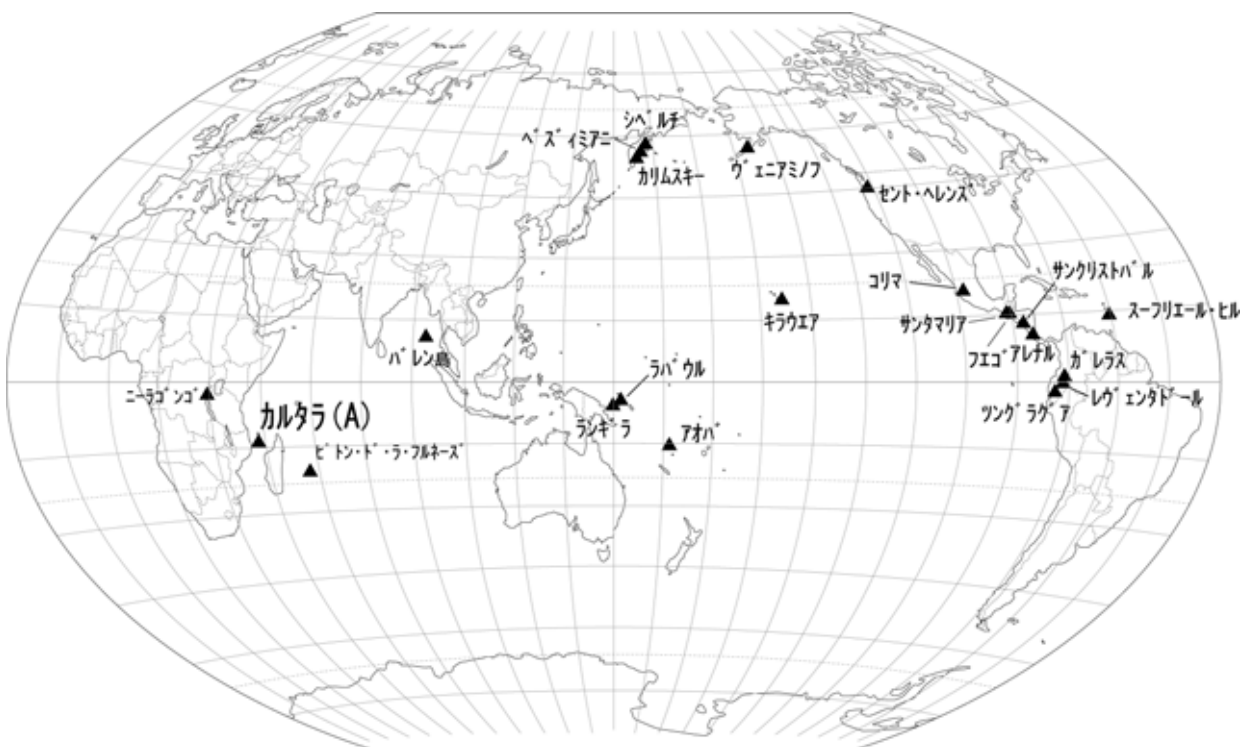 シベルチ
ベズィミアニ
カリムスキー
ヴェニアミノフ
セント・ヘレンズ
サンクリストバル
コリマ
スーフリエール・ヒル
サンタマリア
キラウエア
フエゴ
アレナル
バレン島
ガレラス
ラバウル
ニーラゴンゴ
レヴェンタドール
カルタラ(A)
ツングラグア
ランギラ
アオバ
ピトン・ド・ラ・フルネーズ